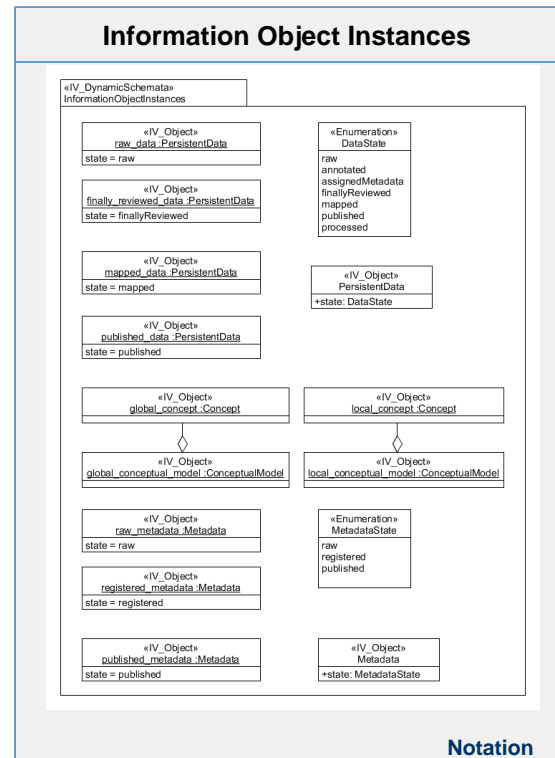 Information Object Instances
«IV_DynamicSchemata»
InformationObjectInstances
«IV_Object»
raw_data :PersistentData
state = raw
«IV_Object»
finally_reviewed_data :PersistentData
state = finallyReviewed
«IV_Object»
mapped_data :PersistentData
state = mapped
«IV_Object»
published_data :PersistentData
state = published
«Enumeration»
DataState
raw
annotated
assignedMetadata
finallyReviewed
mapped
published
processed
«IV_Object»
PersistentData
+state: DataState
«IV_Object»
global_concept :Concept
«IV_Object»
local_concept :Concept
«IV_Object»
global_conceptual_model :ConceptualModel
«IV_Object»
local_conceptual_model :ConceptualModel
«IV_Object»
raw_metadata :Metadata
state = raw
«IV_Object»
registered_metadata :Metadata
state = registered
«IV_Object»
published_metadata :Metadata
state = published
«Enumeration»
MetadataState
raw
registered
published
«IV_Object»
Metadata
+state: MetadataState
Notation